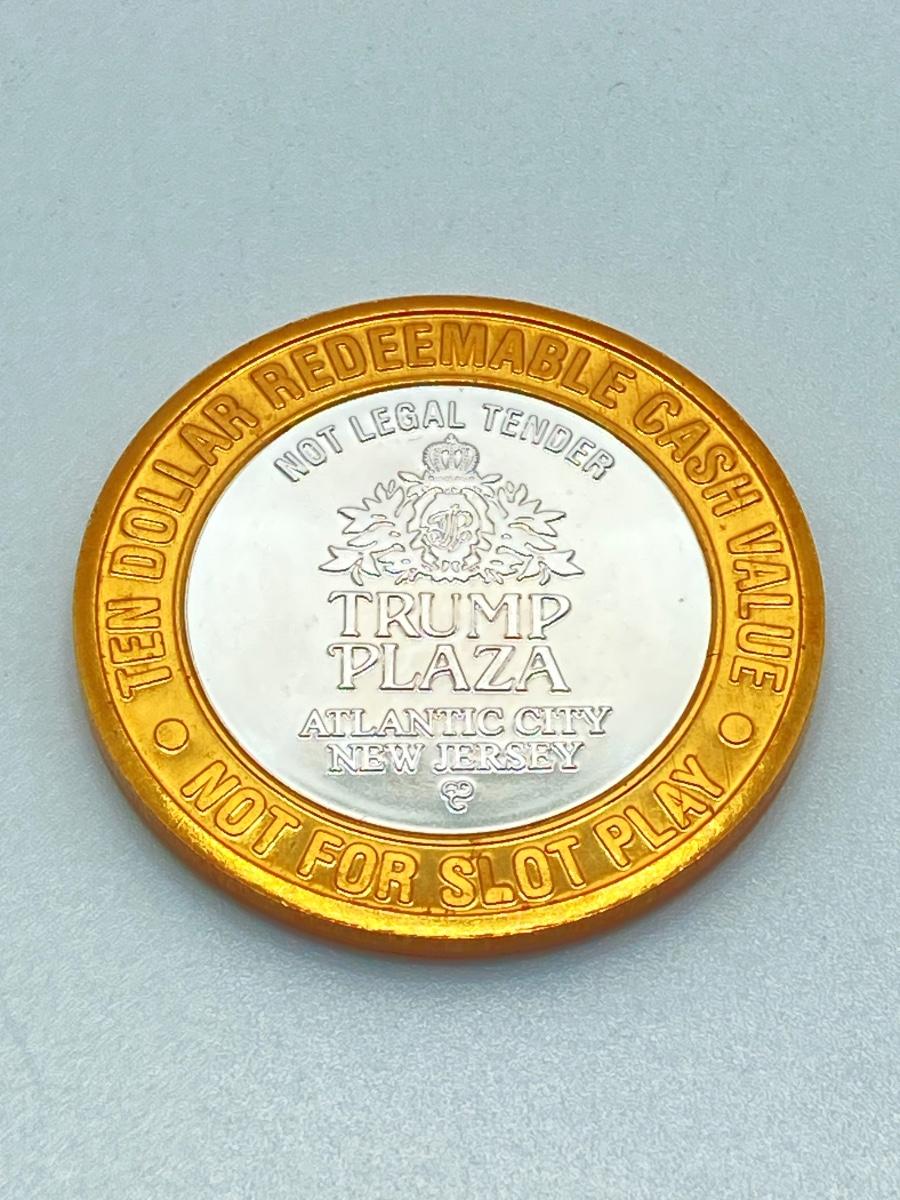 TEN DOLLAR REDEEMABLE CASH VALUE
NOT LEGAL TENDER
TRUMP
PLAZA
ATLANTIC CITY
NEW JERSEY
NOT FOR SLOT PLAY